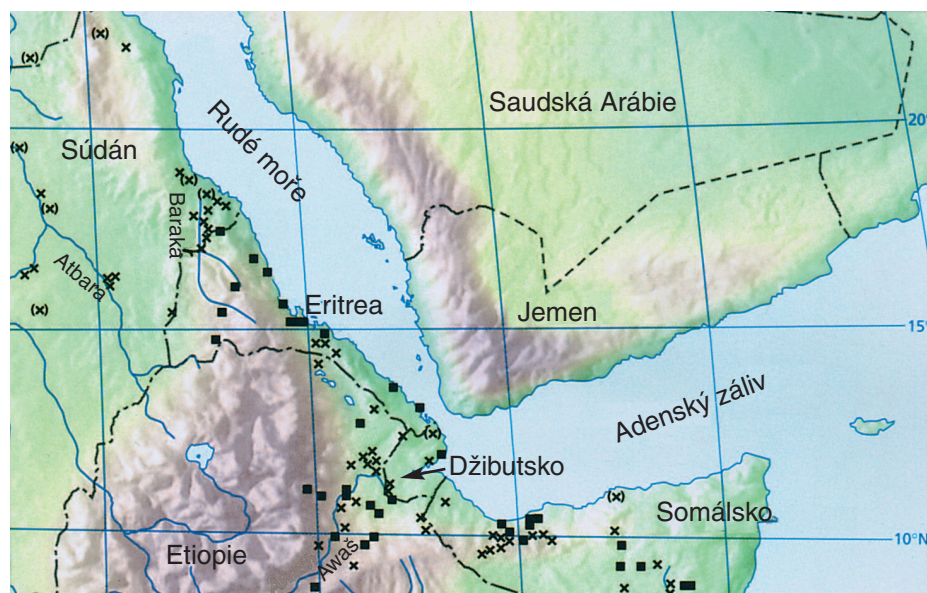 Saudská Arábie
20°
Rudé moře
Súdán
Baraka
Atbara
Eritrea
Jemen
15°
Adenský záliv
Džibutsko
Somálsko
Etiopie
Awaš
10°N